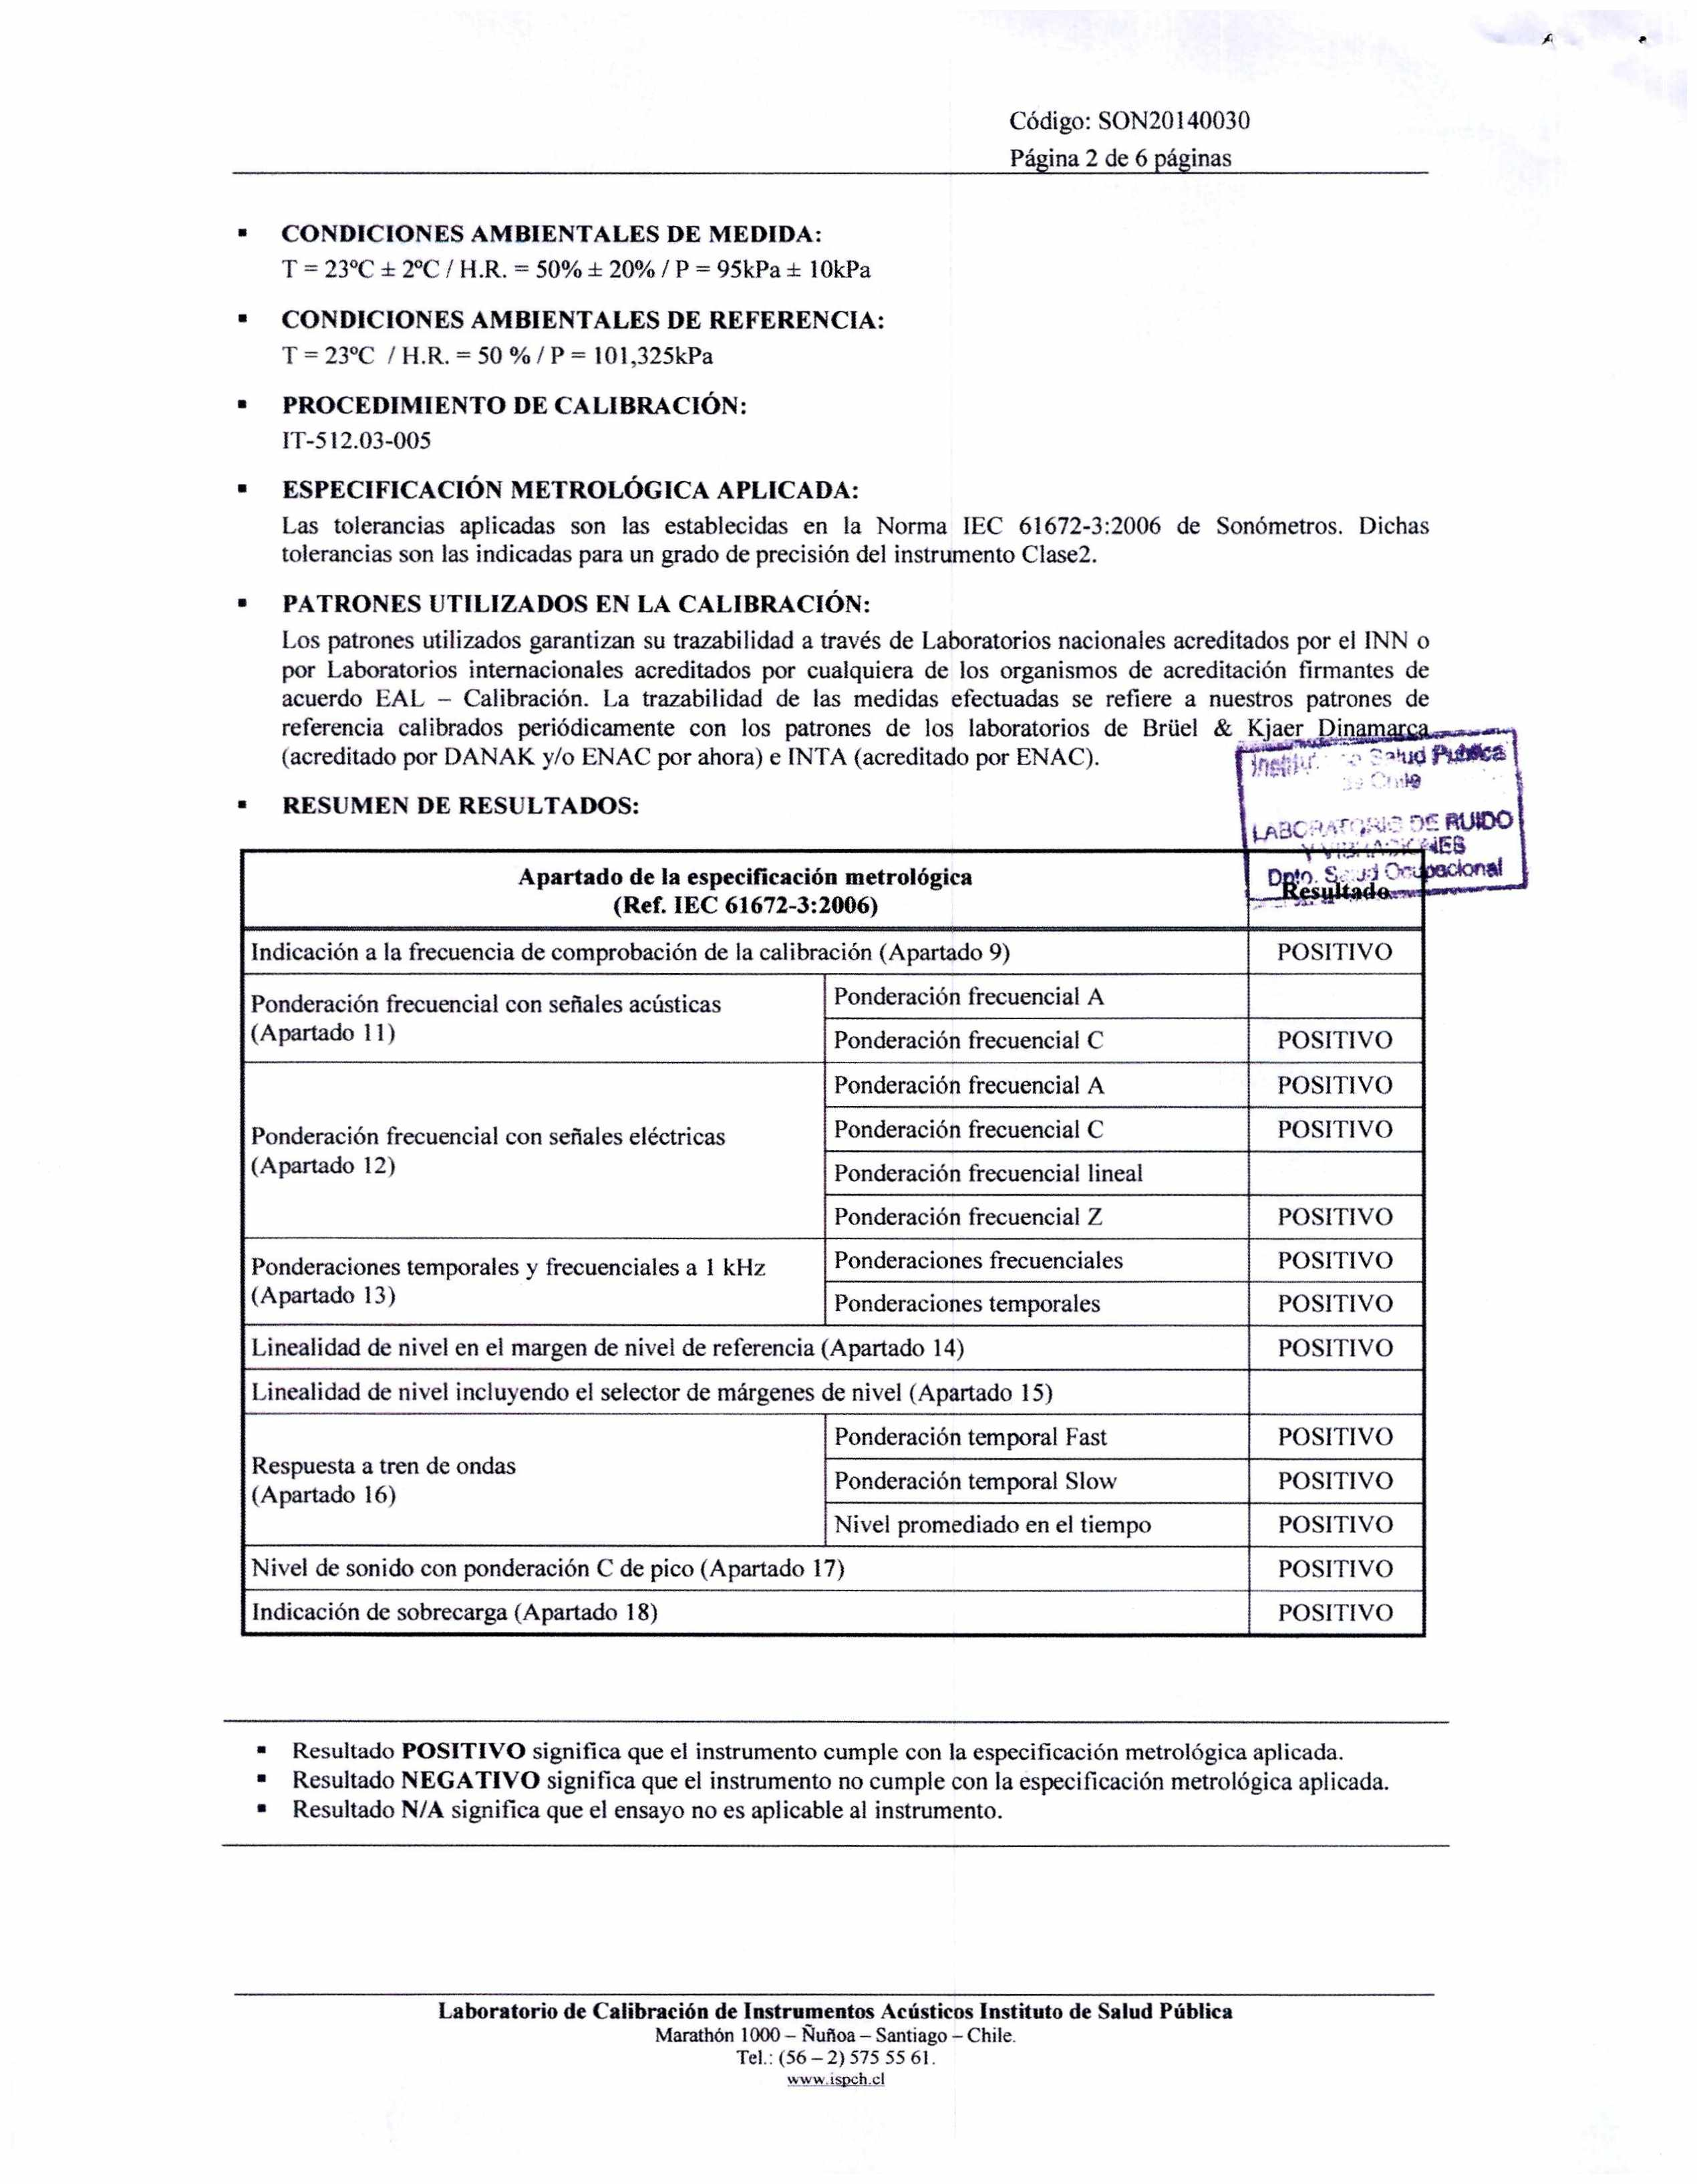 Código: SON20140030
Página 2 de 6 páginas
▪ CONDICIONES AMBIENTALES DE MEDIDA:
T = 23ºC ± 2ºC / H.R. = 50% ± 20% / P = 95kPa ± 10kPa
▪ CONDICIONES AMBIENTALES DE REFERENCIA:
T = 23ºC / H.R. = 50 % / P = 101,325kPa
▪ PROCEDIMIENTO DE CALIBRACIÓN:
IT-512.03-005
▪ ESPECIFICACIÓN METROLÓGICA APLICADA:
Las tolerancias aplicadas son las establecidas en la Norma IEC 61672-3:2006 de Sonómetros. Dichas
tolerancias son las indicadas para un grado de precisión del instrumento Clase2.
▪ PATRONES UTILIZADOS EN LA CALIBRACIÓN:
Los patrones utilizados garantizan su trazabilidad a través de Laboratorios nacionales acreditados por el INN o
por Laboratorios internacionales acreditados por cualquiera de los organismos de acreditación firmantes de
acuerdo EAL – Calibración. La trazabilidad de las medidas efectuadas se refiere a nuestros patrones de
referencia calibrados periódicamente con los patrones de los laboratorios de Brüel & Kjaer Dinamarca
(acreditado por DANAK y/o ENAC por ahora) e INTA (acreditado por ENAC).
Salud Publica
de Chile
LABORATORIO DE RUIDO
Y VIBRACIONES
Dpto. Salud Ocupacional
▪ RESUMEN DE RESULTADOS:
Apartado de la especificación metrológica
(Ref. IEC 61672-3:2006)
Resultado
Indicación a la frecuencia de comprobación de la calibración (Apartado 9) POSITIVO
Ponderación frecuencial con señales acústicas
(Apartado 11)
Ponderación frecuencial A
Ponderación frecuencial C POSITIVO
Ponderación frecuencial con señales eléctricas
(Apartado 12)
Ponderación frecuencial A POSITIVO
Ponderación frecuencial C POSITIVO
Ponderación frecuencial lineal
Ponderación frecuencial Z POSITIVO
Ponderaciones temporales y frecuenciales a 1 kHz
(Apartado 13)
Ponderaciones frecuenciales POSITIVO
Ponderaciones temporales POSITIVO
Linealidad de nivel en el margen de nivel de referencia (Apartado 14) POSITIVO
Linealidad de nivel incluyendo el selector de márgenes de nivel (Apartado 15)
Respuesta a tren de ondas
(Apartado 16)
Ponderación temporal Fast POSITIVO
Ponderación temporal Slow POSITIVO
Nivel promediado en el tiempo POSITIVO
Nivel de sonido con ponderación C de pico (Apartado 17) POSITIVO
Indicación de sobrecarga (Apartado 18) POSITIVO
▪ Resultado POSITIVO significa que el instrumento cumple con la especificación metrológica aplicada.
▪ Resultado NEGATIVO significa que el instrumento no cumple con la especificación metrológica aplicada.
▪ Resultado N/A significa que el ensayo no es aplicable al instrumento.
Laboratorio de Calibración de Instrumentos Acústicos Instituto de Salud Pública
Marathón 1000 – Ñuñoa – Santiago – Chile.
Tel.: (56 – 2) 575 55 61.
www.ispch.cl